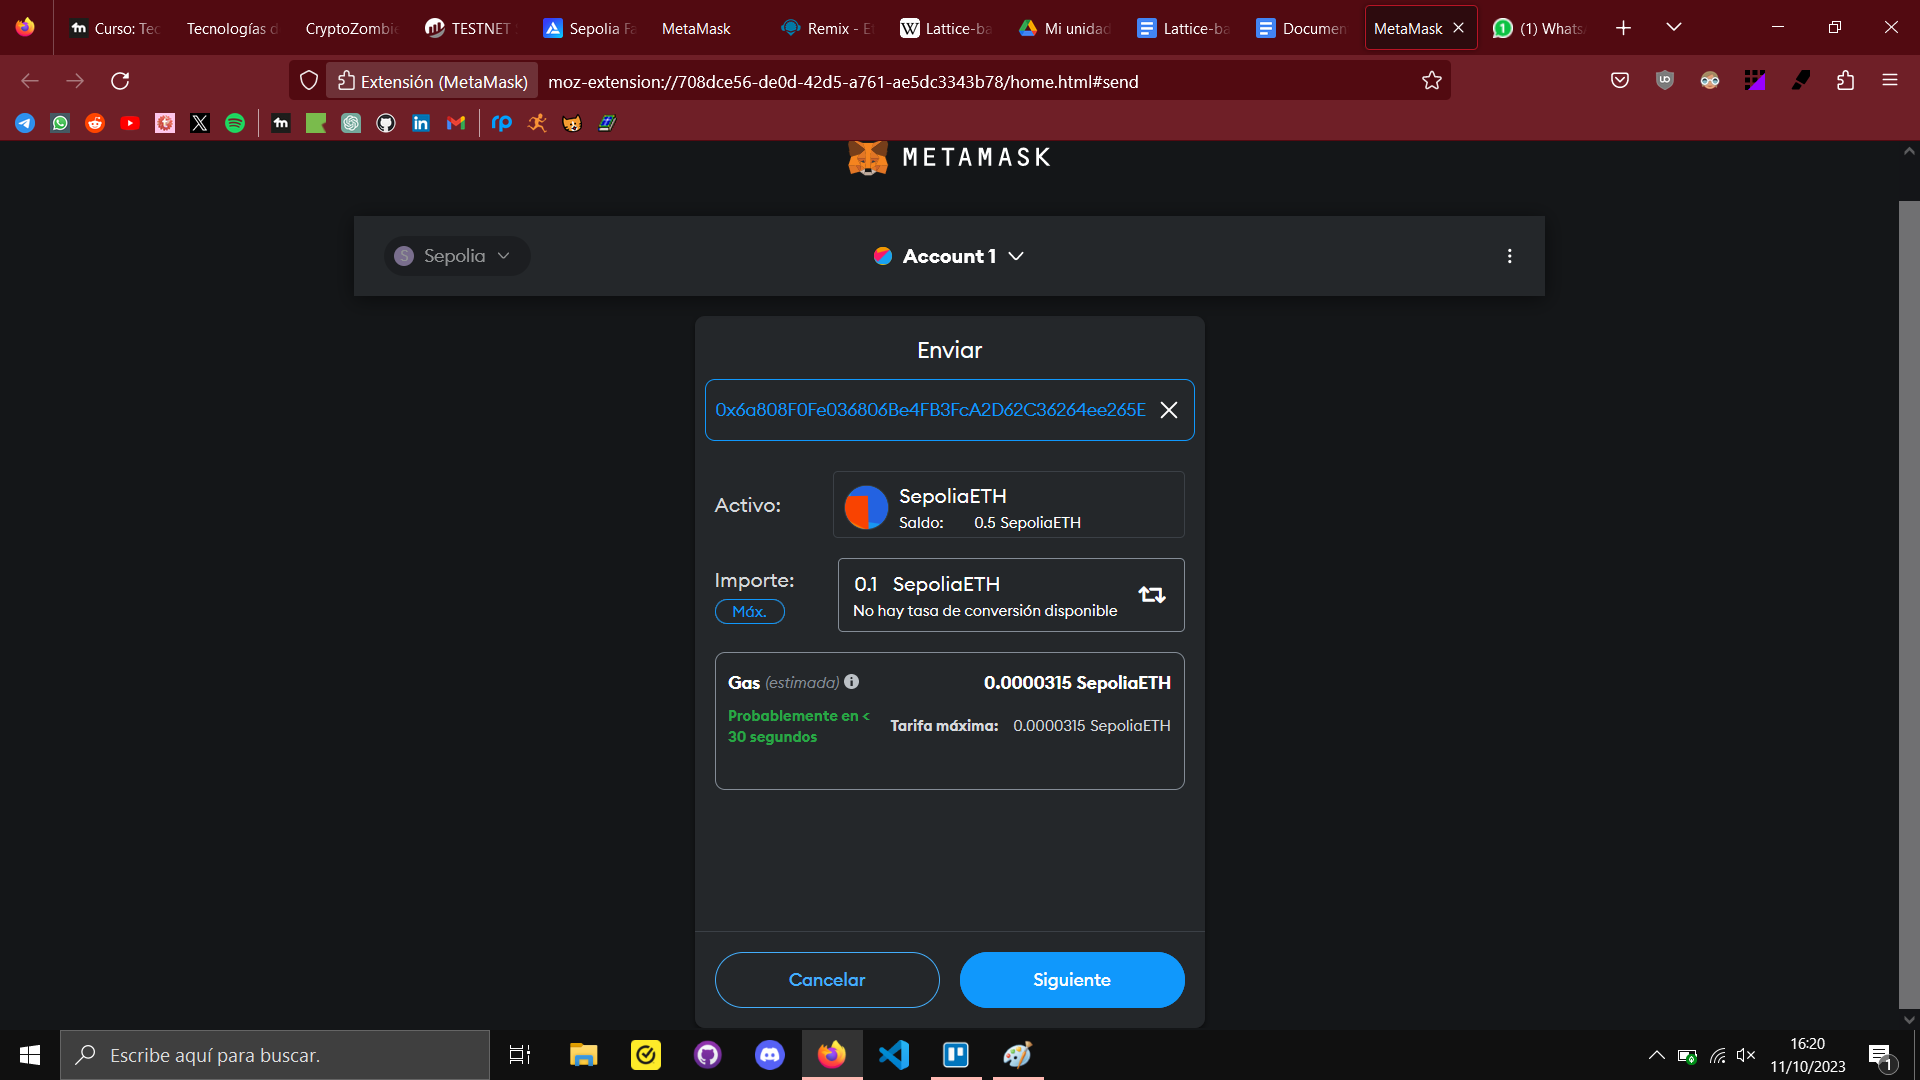 Curso: Tec
Tecnologías d
CryptoZombie
TESTNET
Sepolia Fa
MetaMask
Remix - Et
Lattice-ba
Mi unidad
Lattice-ba
Documen
MetaMask
(1) Whats
Extensión (MetaMask)
moz-extension://708dce56-de0d-42d5-a761-ae5dc3343b78/home.html#send
METAMASK
S Sepolia
Account 1
Enviar
0x6a808F0Fe036806Be4FB3FcA2D62C36264ee265E
Activo:
SepoliaETH
Saldo: 0.5 SepoliaETH
Importe:
Máx.
0.1 SepoliaETH
No hay tasa de conversión disponible
Gas (estimada)
0.0000315 SepoliaETH
Probablemente en <
30 segundos
Tarifa máxima: 0.0000315 SepoliaETH
Cancelar
Siguiente
Escribe aquí para buscar.
16:20
11/10/2023
1